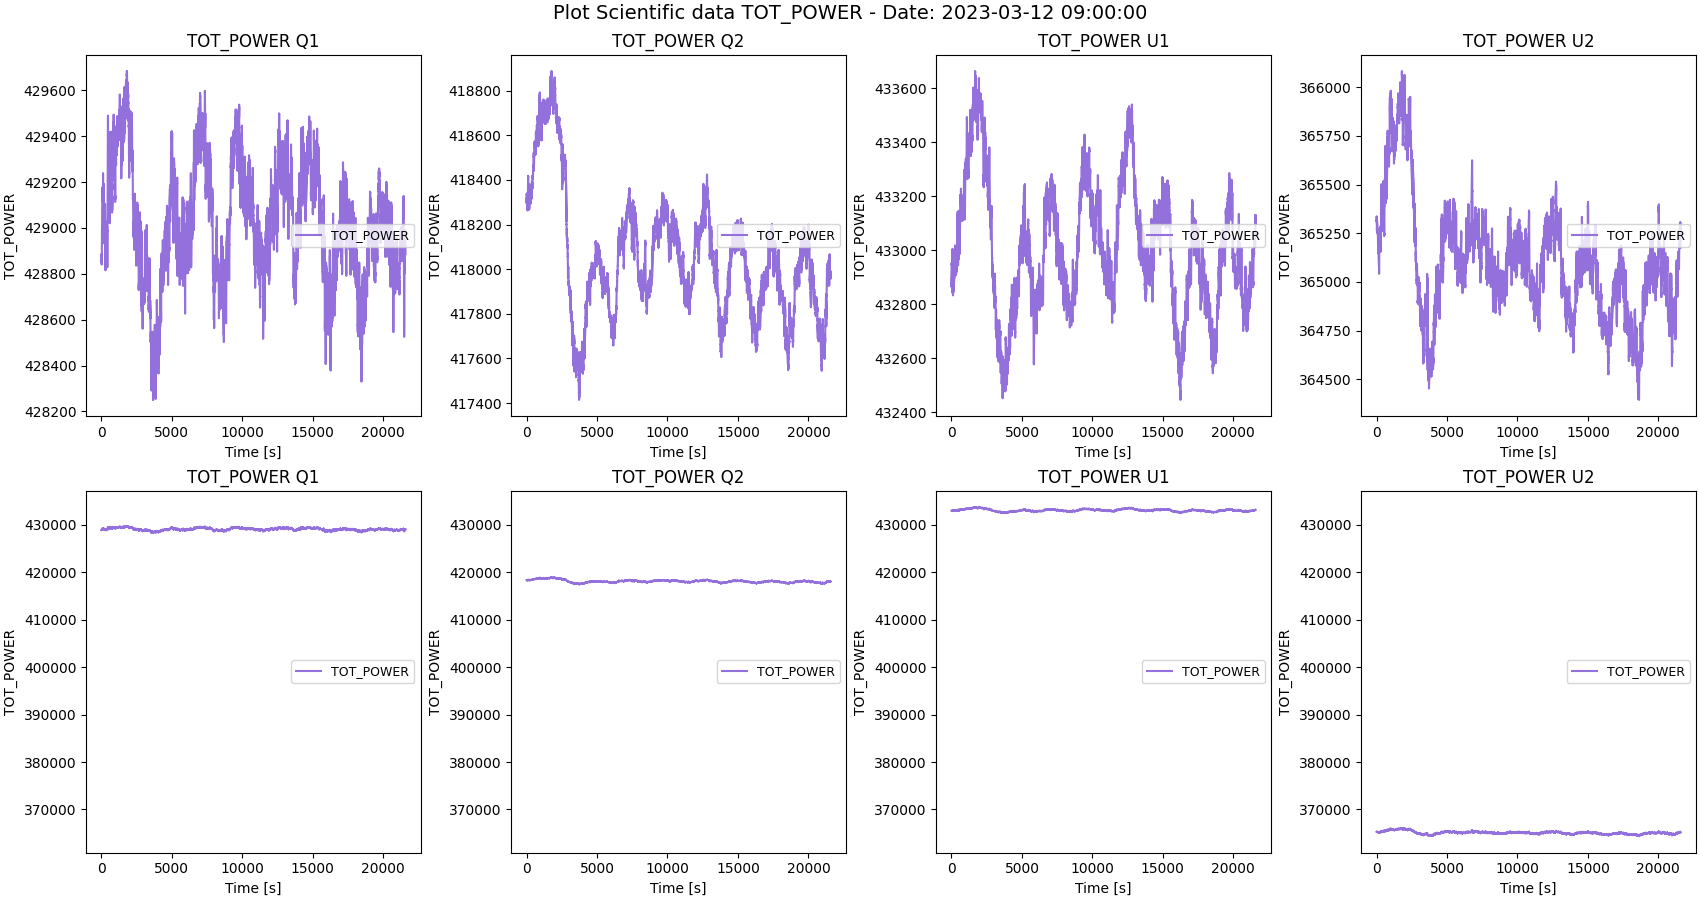 Plot Scientific data TOT_POWER - Date: 2023-03-12 09:00:00
TOT_POWER Q1
TOT_POWER
429600
429400
429200
429000
428800
428600
428400
428200
TOT_POWER
0 5000 10000 15000 20000
Time [s]
TOT_POWER Q2
TOT_POWER
418800
418600
418400
418200
418000
417800
417600
417400
TOT_POWER
0 5000 10000 15000 20000
Time [s]
TOT_POWER U1
TOT_POWER
433600
433400
433200
433000
432800
432600
432400
TOT_POWER
0 5000 10000 15000 20000
Time [s]
TOT_POWER U2
TOT_POWER
366000
365750
365500
365250
365000
364750
364500
TOT_POWER
0 5000 10000 15000 20000
Time [s]
TOT_POWER Q1
TOT_POWER
430000
420000
410000
400000
390000
380000
370000
TOT_POWER
0 5000 10000 15000 20000
Time [s]
TOT_POWER Q2
TOT_POWER
430000
420000
410000
400000
390000
380000
370000
TOT_POWER
0 5000 10000 15000 20000
Time [s]
TOT_POWER U1
TOT_POWER
430000
420000
410000
400000
390000
380000
370000
TOT_POWER
0 5000 10000 15000 20000
Time [s]
TOT_POWER U2
TOT_POWER
430000
420000
410000
400000
390000
380000
370000
TOT_POWER
0 5000 10000 15000 20000
Time [s]